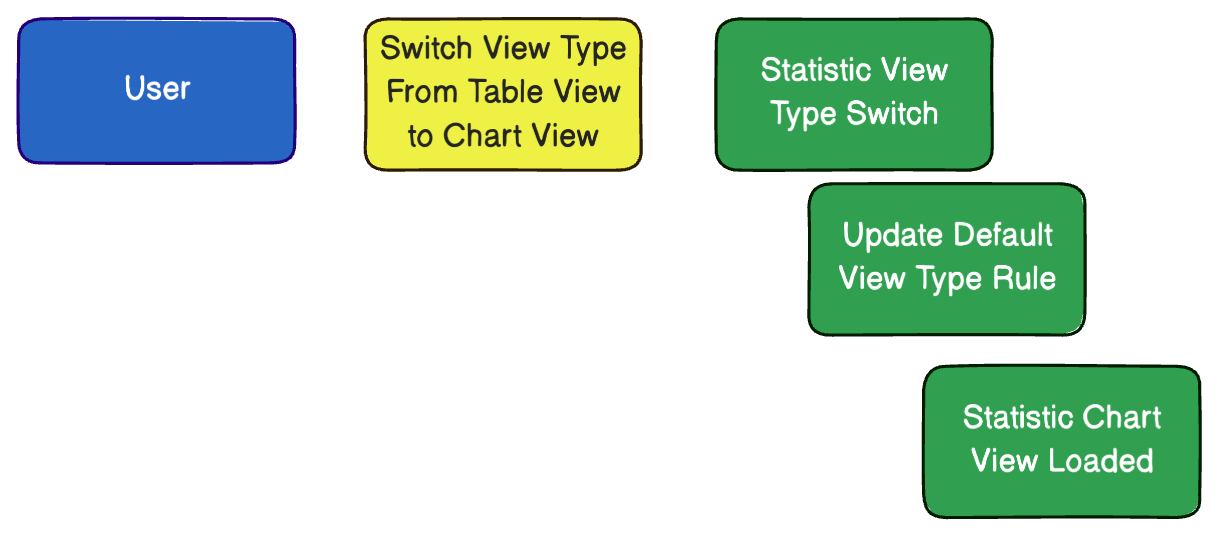 User
Switch View Type
From Table View
to Chart View
Statistic View
Type Switch
Update Default
View Type Rule
Statistic Chart
View Loaded